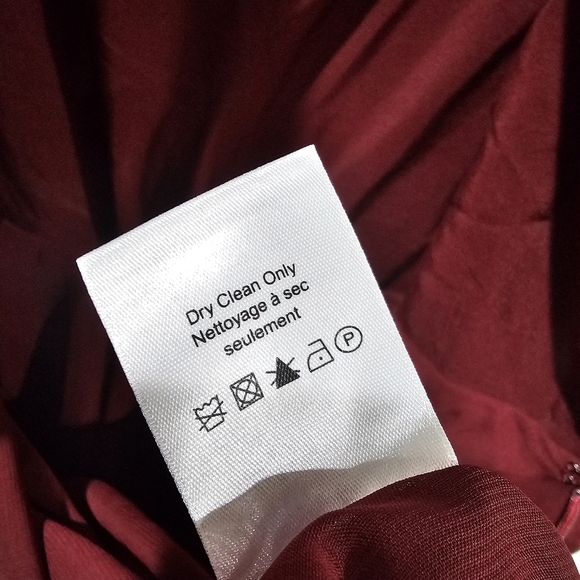 Dry Clean Only
Nettoyage à sec
seulement
P